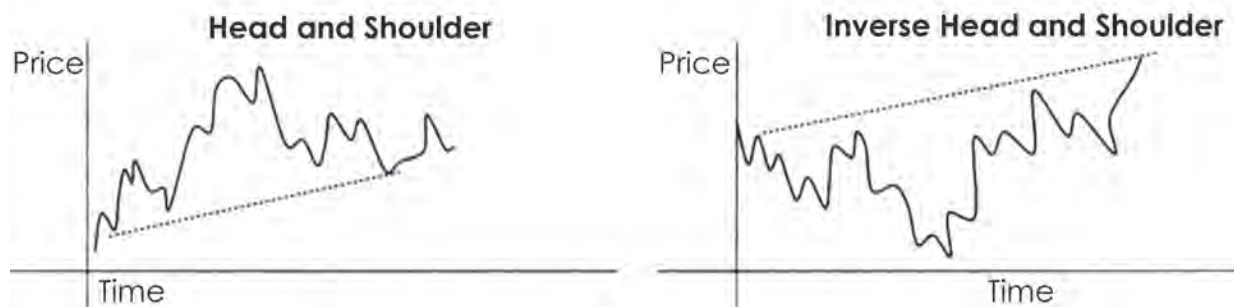 Head and Shoulder
Price
Time
Inverse Head and Shoulder
Price
Time